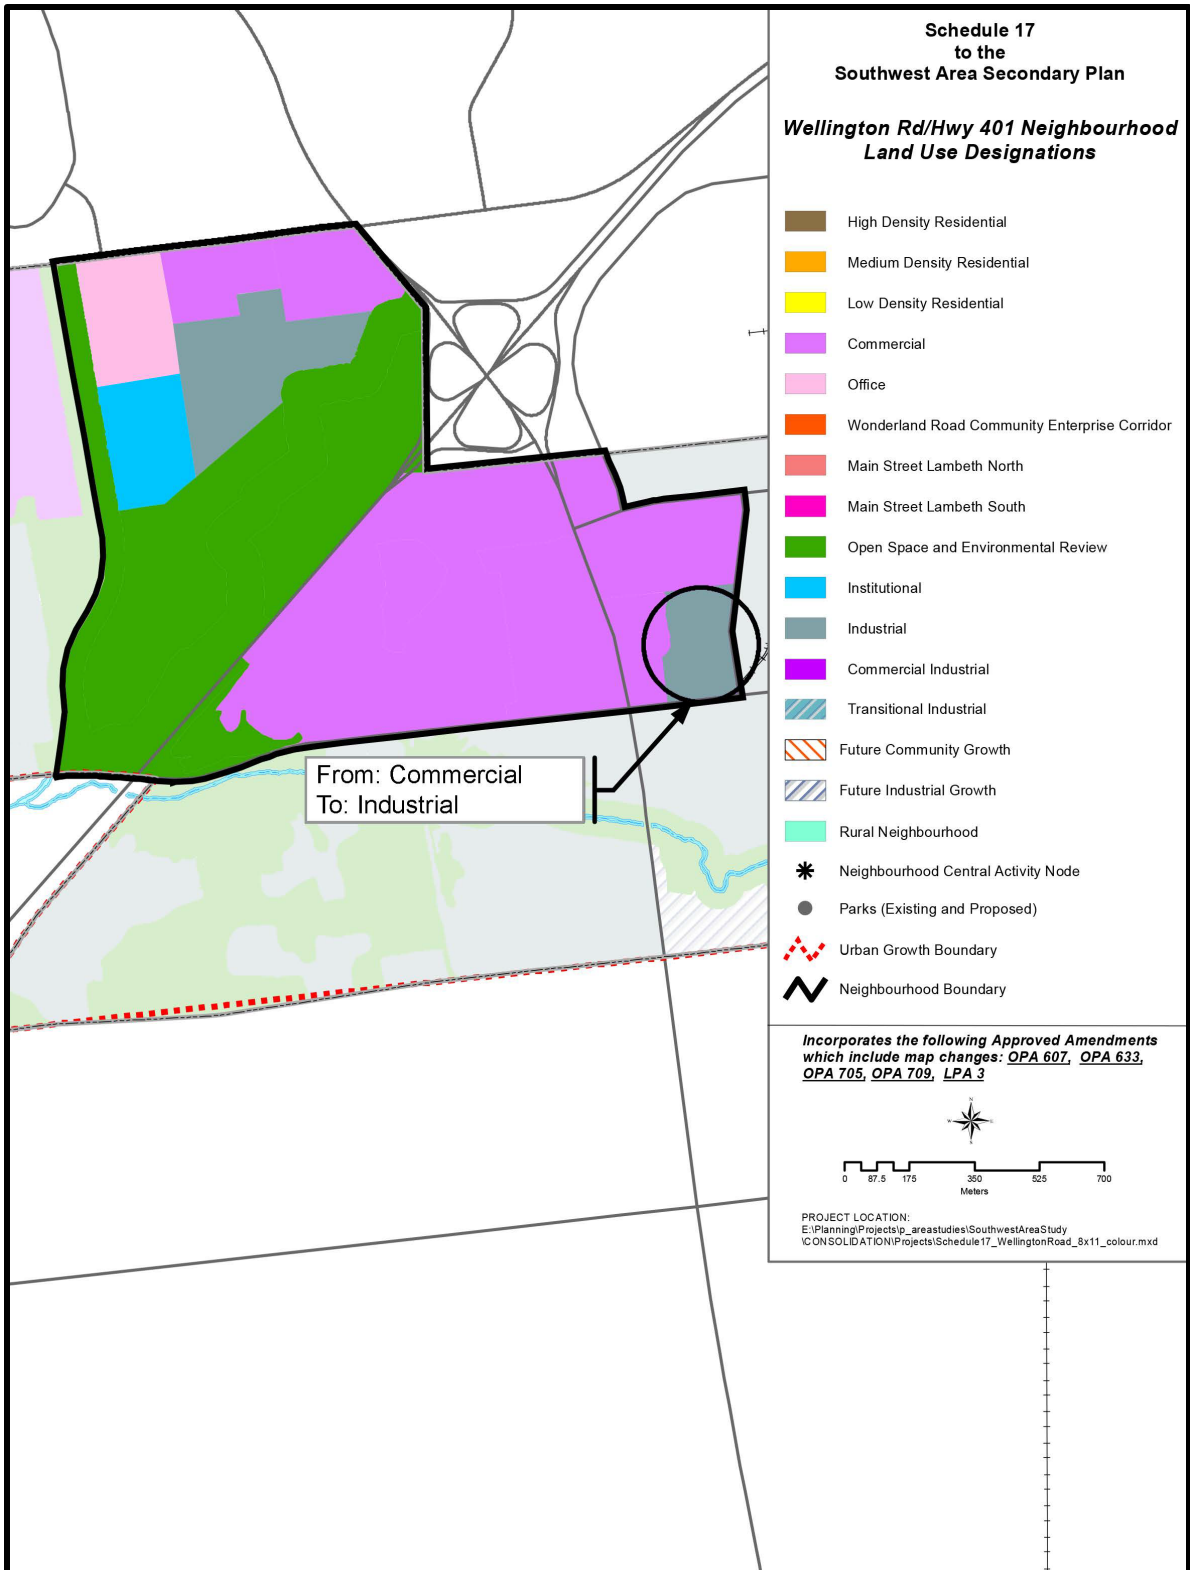 Schedule 17
to the
Southwest Area Secondary Plan
Wellington Rd/Hwy 401 Neighbourhood
Land Use Designations
High Density Residential
Medium Density Residential
Low Density Residential
Commercial
Office
Wonderland Road Community Enterprise Corridor
Main Street Lambeth North
Main Street Lambeth South
Open Space and Environmental Review
Institutional
Industrial
Commercial Industrial
Transitional Industrial
Future Community Growth
Future Industrial Growth
Rural Neighbourhood
Neighbourhood Central Activity Node
Parks (Existing and Proposed)
Urban Growth Boundary
Neighbourhood Boundary
From: Commercial
To: Industrial
Incorporates the following Approved Amendments
which include map changes: OPA 607, OPA 633,
OPA 705, OPA 709, LPA 3
N
W E
S
0 87.5 175 350 525 700
Meters
PROJECT LOCATION:
E:\Planning\Projects\p_areastudies\SouthwestAreaStudy
\CONSOLIDATION\Projects\Schedule17_WellingtonRoad_8x11_colour.mxd